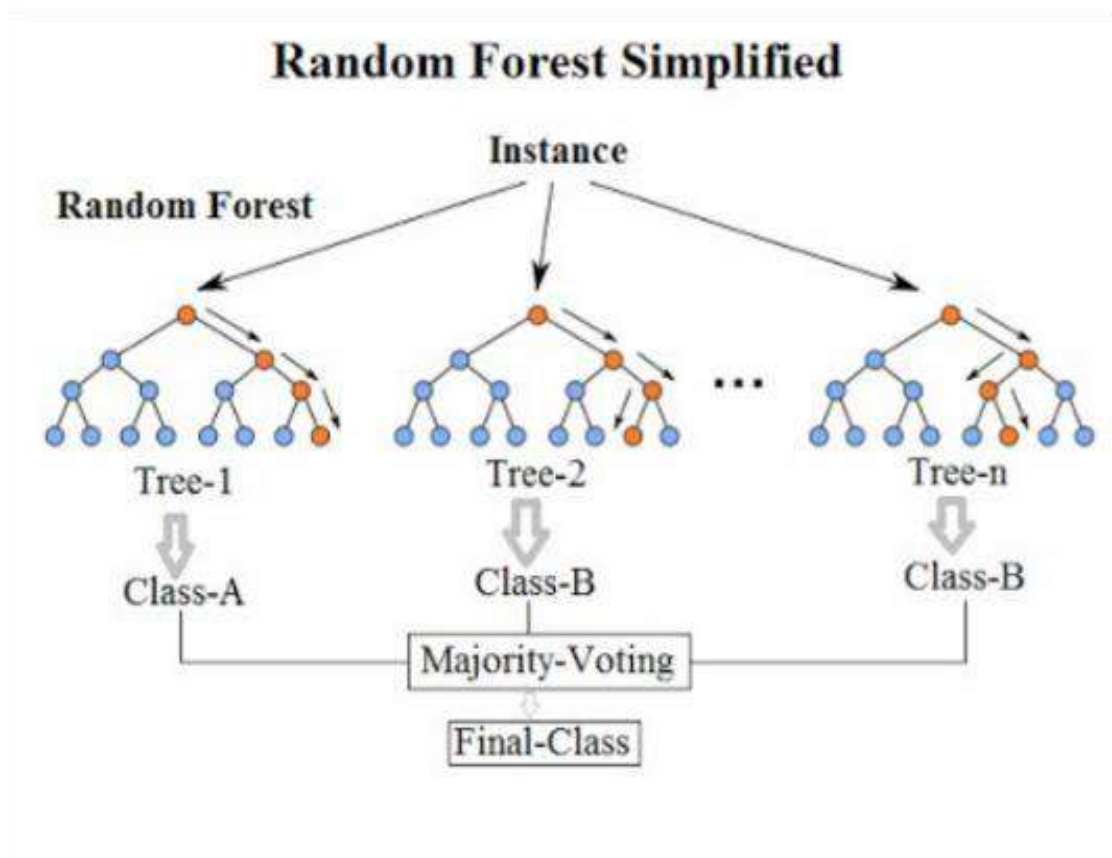 Random Forest Simplified
Instance
Random Forest
...
Tree-1
Tree-2
Tree-n
Class-A
Class-B
Class-B
Majority-Voting
Final-Class